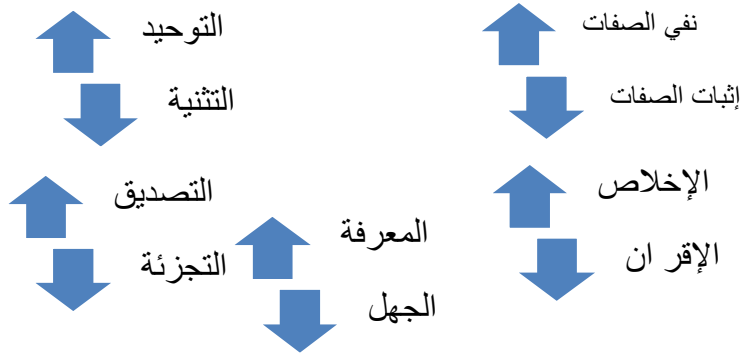 نفي الصفات
إثبات الصفات
الإخلاص
الإقر ان
التوحيد
التثنية
التصديق
التجزئة
المعرفة
الجهل